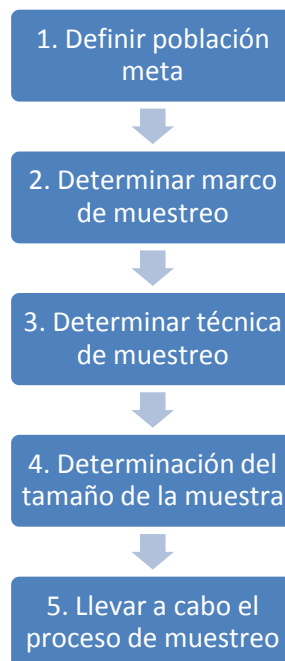 1. Definir población
meta
2. Determinar marco
de muestreo
3. Determinar técnica
de muestreo
4. Determinación del
tamaño de la muestra
5. Llevar a cabo el
proceso de muestreo